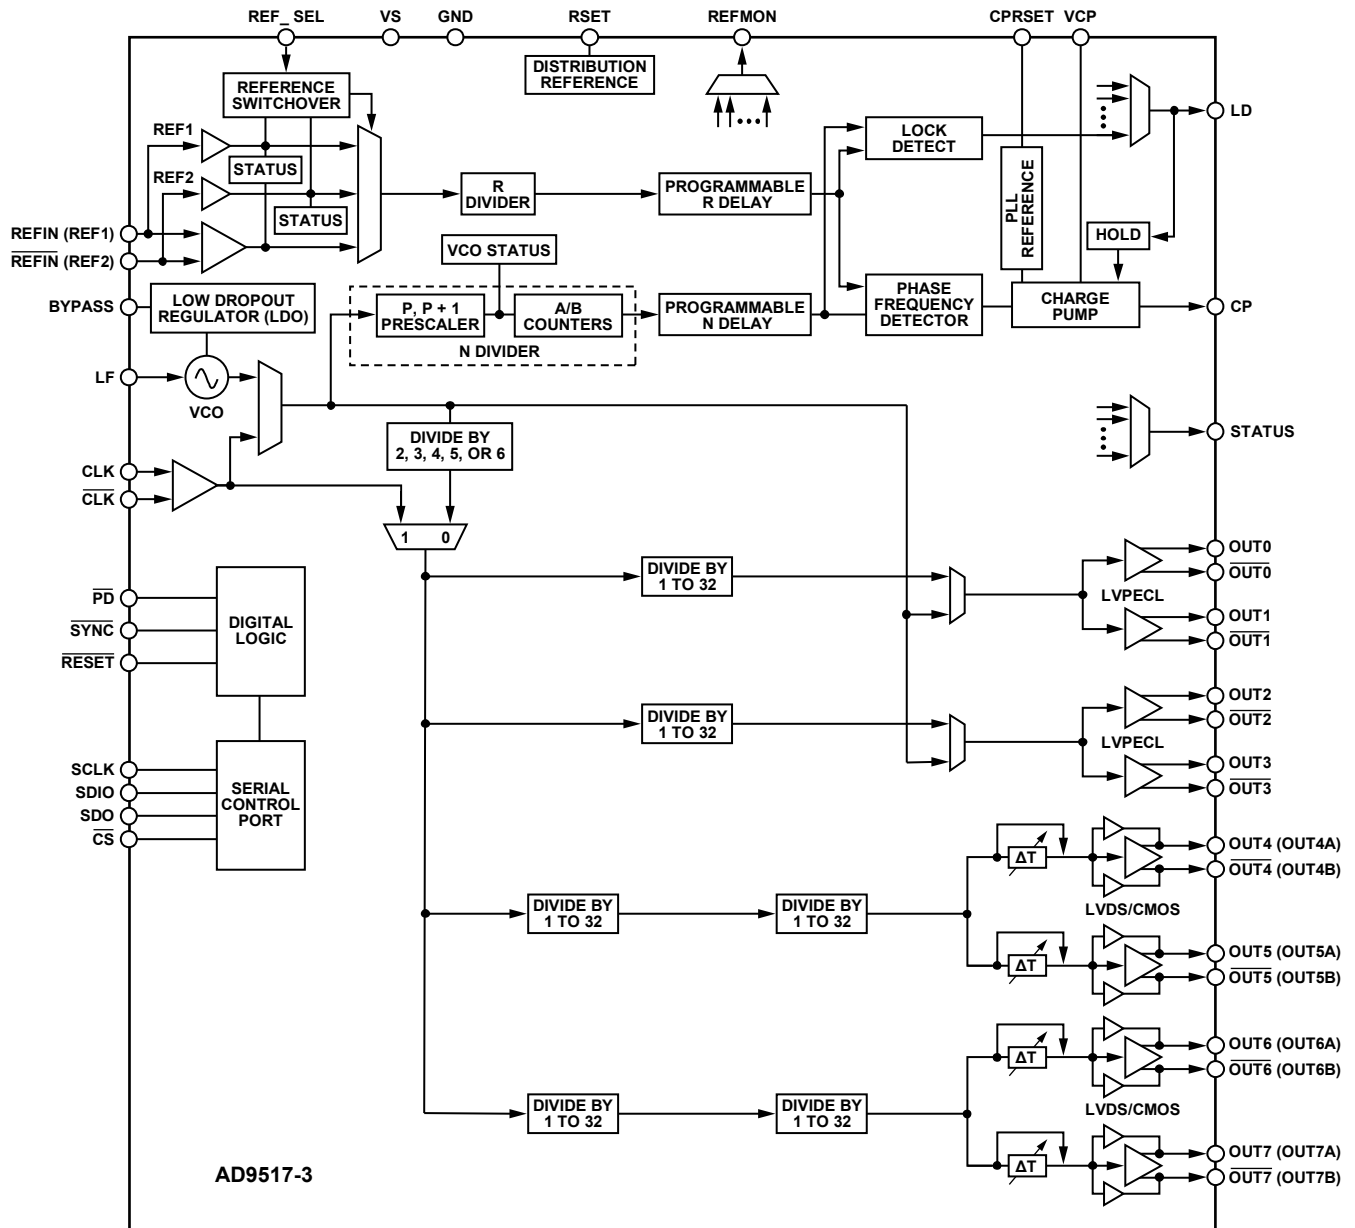 REF_ SEL
VS
GND
RSET
REFMON
CPRSET
VCP
DISTRIBUTION
REFERENCE
REFERENCE
SWITCHOVER
LD
REF1
LOCK
DETECT
STATUS
REF2
R
DIVIDER
PROGRAMMABLE
R DELAY
PLL
REFERENCE
STATUS
REFIN (REF1)
REFIN (REF2)
HOLD
VCO STATUS
BYPASS
LOW DROPOUT
REGULATOR (LDO)
P, P + 1
PRESCALER
A/B
COUNTERS
N DIVIDER
PROGRAMMABLE
N DELAY
PHASE
FREQUENCY
DETECTOR
CHARGE
PUMP
CP
LF
VCO
DIVIDE BY
2, 3, 4, 5, OR 6
STATUS
CLK
CLK
1
0
OUT0
OUT0
DIVIDE BY
1 TO 32
LVPECL
OUT1
OUT1
PD
SYNC
RESET
DIGITAL
LOGIC
OUT2
OUT2
DIVIDE BY
1 TO 32
LVPECL
OUT3
OUT3
SCLK
SDIO
SDO
CS
SERIAL
CONTROL
PORT
ΔT
OUT4 (OUT4A)
OUT4 (OUT4B)
DIVIDE BY
1 TO 32
DIVIDE BY
1 TO 32
LVDS/CMOS
ΔT
OUT5 (OUT5A)
OUT5 (OUT5B)
ΔT
OUT6 (OUT6A)
OUT6 (OUT6B)
DIVIDE BY
1 TO 32
DIVIDE BY
1 TO 32
LVDS/CMOS
ΔT
OUT7 (OUT7A)
OUT7 (OUT7B)
AD9517-3